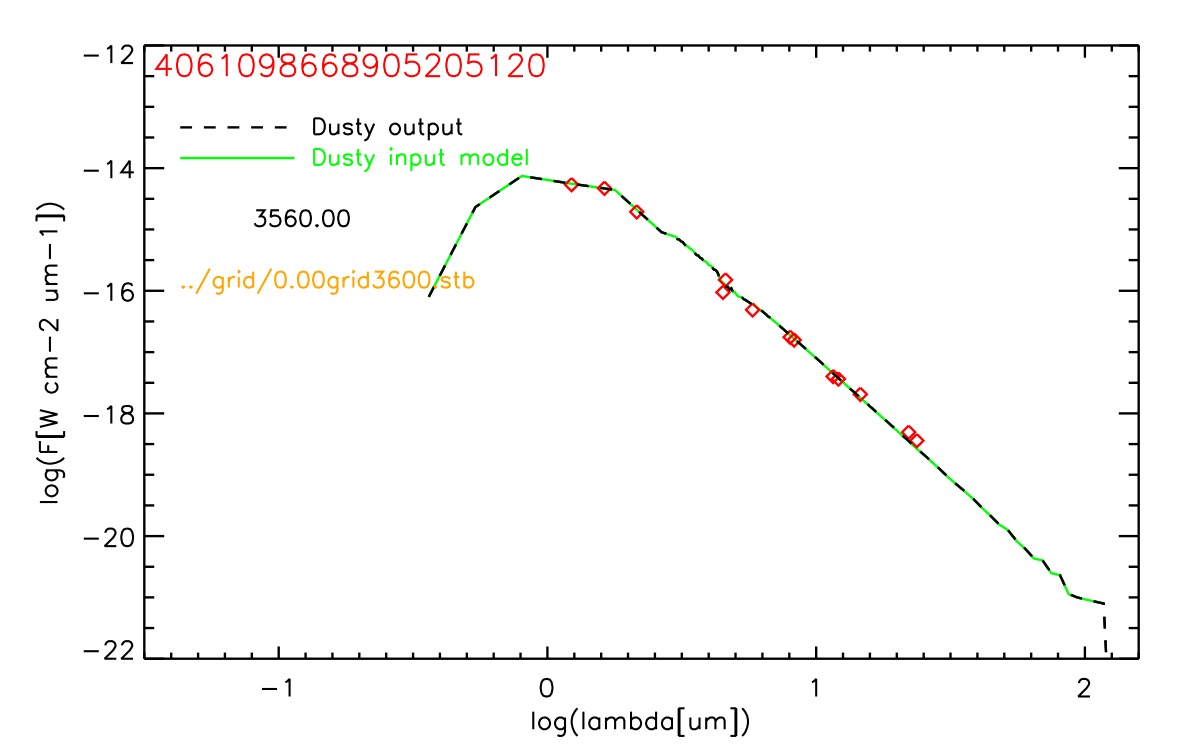 -12
4061098668905205120
Dusty output
Dusty input model
-14
3560.00
../grid/0.00grid3600.stb
-16
-18
-20
-22
log(F[W cm-2 um-1])
-1 0 1 2
log(lambda[um])